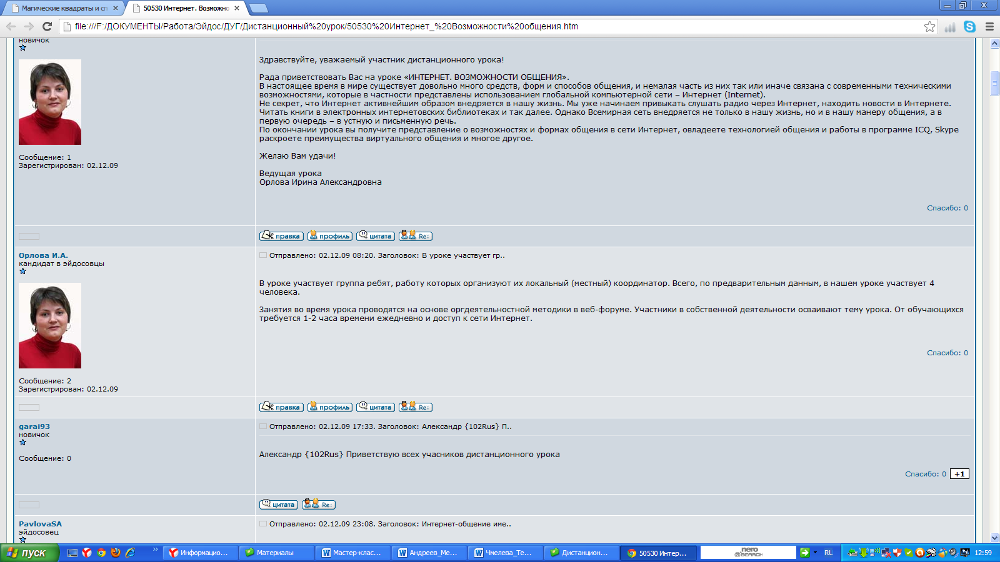 Магические квадраты и сп
50530 Интернет. Возможно
file:///F:/ДОКУМЕНТЫ/Работа/Эйдос/ДУГ/Дистанционный%20урок/50530%20Интернет_%20Возможности%20общения.htm
новичок
Здравствуйте, уважаемый участник дистанционного урока!
Рада приветствовать Вас на уроке «ИНТЕРНЕТ. ВОЗМОЖНОСТИ ОБЩЕНИЯ».
В настоящее время в мире существует довольно много средств, форм и способов общения, и немалая часть из них так или иначе связана с современными техническими
возможностями, которые в частности представлены использованием глобальной компьютерной сети – Интернет (Internet).
Не секрет, что Интернет активнейшим образом внедряется в нашу жизнь. Мы уже начинаем привыкать слушать радио через Интернет, находить новости в Интернете.
Читать книги в электронных интернетовских библиотеках и так далее. Однако Всемирная сеть внедряется не только в нашу жизнь, но и в нашу манеру общения, а в
первую очередь – в устную и письменную речь.
По окончании урока вы получите представление о возможностях и формах общения в сети Интернет, овладеете технологией общения и работы в программе ICQ, Skype
раскроете преимущества виртуального общения и многое другое.
Желаю Вам удачи!
Ведущая урока
Орлова Ирина Александровна
Сообщение: 1
Зарегистрирован: 02.12.09
Спасибо: 0
правка профиль цитата Re:
Орлова И.А.
кандидат в эйдосовцы
Отправлено: 02.12.09 08:20. Заголовок: В уроке участвует гр..
В уроке участвует группа ребят, работу которых организуют их локальный (местный) координатор. Всего, по предварительным данным, в нашем уроке участвует 4
человека.
Занятия во время урока проводятся на основе оргдеятельностной методики в веб-форуме. Участники в собственной деятельности осваивают тему урока. От обучающихся
требуется 1-2 часа времени ежедневно и доступ к сети Интернет.
Спасибо: 0
Сообщение: 2
Зарегистрирован: 02.12.09
правка профиль цитата Re:
garai93
новичок
Сообщение: 0
Отправлено: 02.12.09 17:33. Заголовок: Александр {102Rus} П..
Александр {102Rus} Приветствую всех учасников дистанционного урока
Спасибо: 0 +1
цитата Re:
PavlovaSA
эйдосовец
Отправлено: 02.12.09 23:08. Заголовок: Интернет-общение име..
пуск
Информацио...
Материалы
Мастер-клас...
Андреев_Ме...
Чмелева_Те...
Дистанцион...
50530 Интер...
nero
SEARCH
RU
12:59